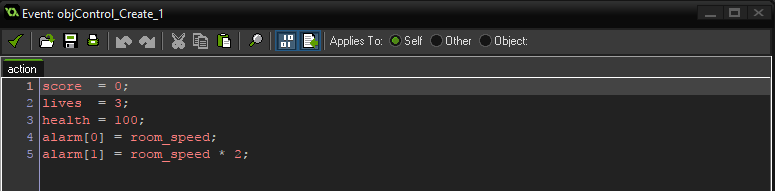 Event: objControl_Create_1
Applies To: Self Other Object:
action
1 score  = 0;
2 lives  = 3;
3 health = 100;
4 alarm[0] = room_speed;
5 alarm[1] = room_speed * 2;